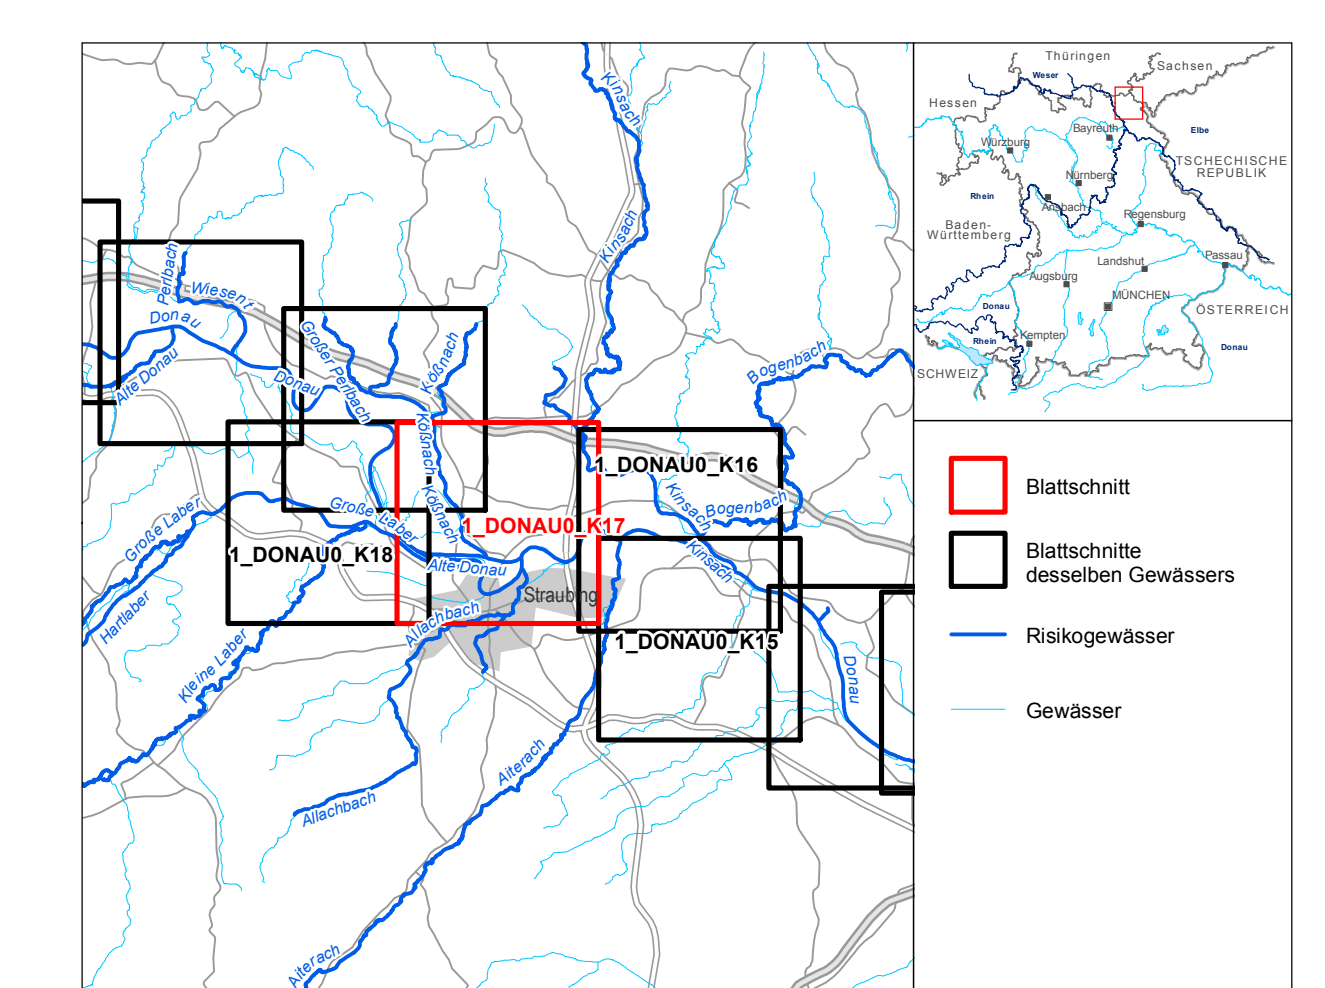 Kinsach
Kinsach
Perlbach
Wiesent
Donau
Alte Donau
Donau
Großer Perlbach
Kößnach
Kößnach
Kößnach
Bogenbach
1_DONAU0_K16
Kinsach
Bogenbach
Kinsach
Große Laber
Große Laber
1_DONAU0_K17
1_DONAU0_K18
Alte Donau
Straubing
Hartlaber
Allachbach
Kleine Laber
1_DONAU0_K15
Donau
Aiterach
Allachbach
Aiterach
Thüringen
Sachsen
Weser
Hessen
Bayreuth
Elbe
Würzburg
TSCHECHISCHE
REPUBLIK
Nürnberg
Rhein
Ansbach
Regensburg
Baden-
Württemberg
Landshut
Passau
Augsburg
MÜNCHEN
Donau
ÖSTERREICH
Rhein
Kempten
Donau
SCHWEIZ
Blattschnitt
Blattschnitte
desselben Gewässers
Risikogewässer
Gewässer